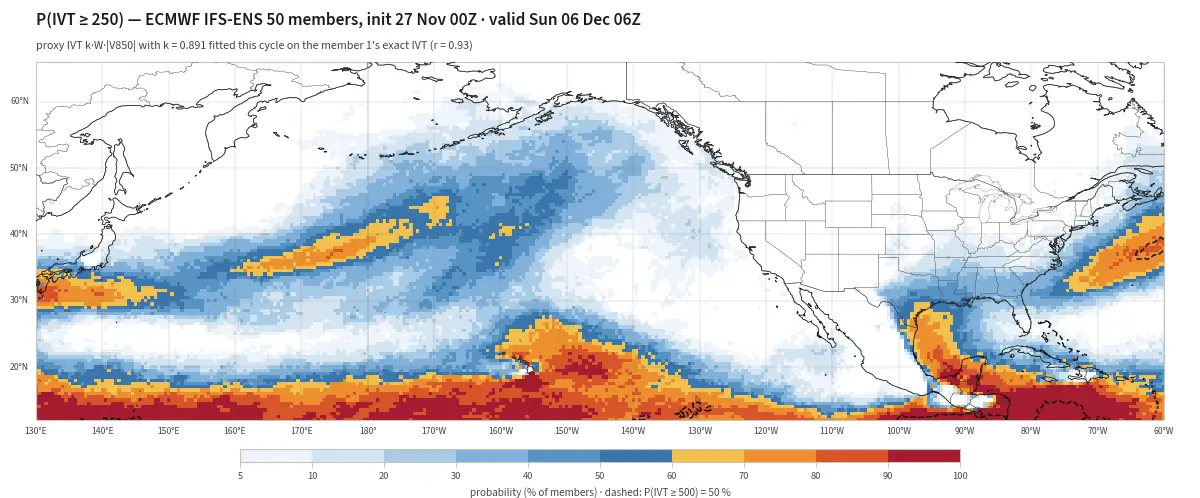 P(IVT ≥ 250) — ECMWF IFS-ENS 50 members, init 27 Nov 00Z · valid Sun 06 Dec 06Z
proxy IVT k·W·|V850| with k = 0.891 fitted this cycle on the member 1's exact IVT (r = 0.93)
60°N
50°N
40°N
30°N
20°N
130°E 140°E 150°E 160°E 170°E 180° 170°W 160°W 150°W 140°W 130°W 120°W 110°W 100°W 90°W 80°W 70°W 60°W
5 10 20 30 40 50 60 70 80 90 100
probability (% of members) · dashed: P(IVT ≥ 500) = 50 %